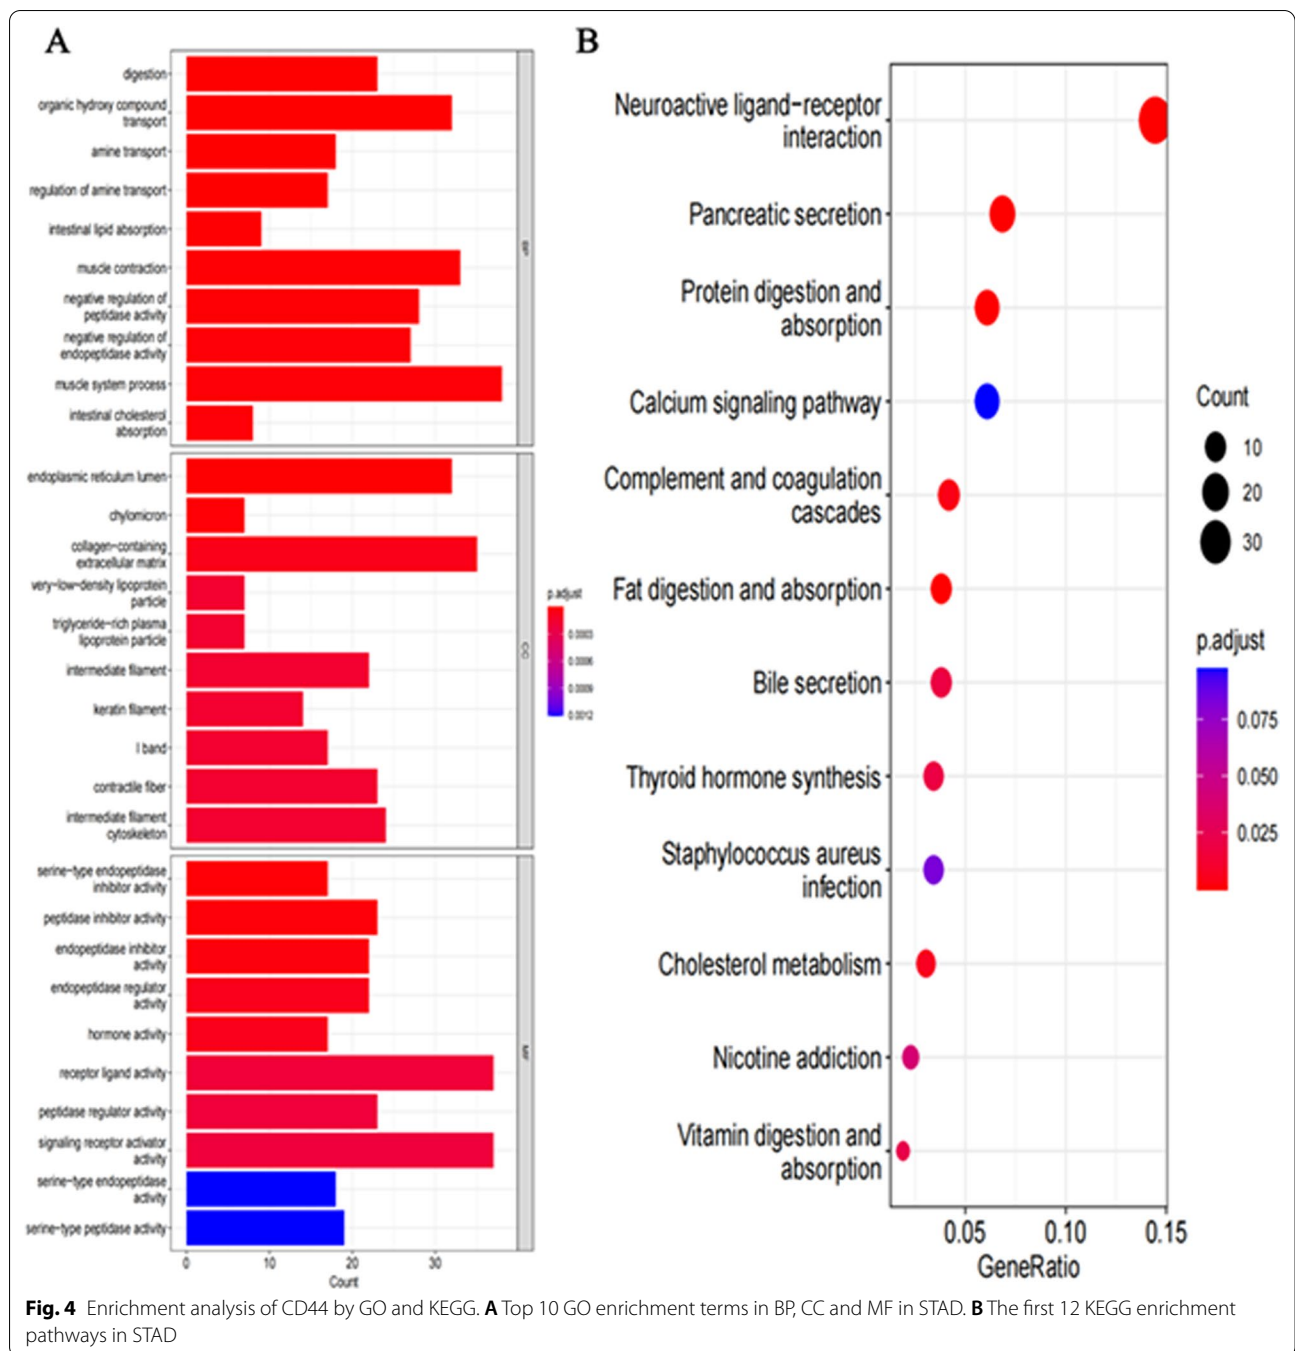 A
digestion
organic hydroxy compound
transport
amine transport
regulation of amine transport
intestinal lipid absorption
muscle contraction
negative regulation of
peptidase activity
negative regulation of
endopeptidase activity
muscle system process
intestinal cholesterol
absorption
BP
endoplasmic reticulum lumen
chylomicron
collagen−containing
extracellular matrix
very−low−density lipoprotein
particle
triglyceride−rich plasma
lipoprotein particle
intermediate filament
keratin filament
I band
contractile fiber
intermediate filament
cytoskeleton
CC
serine−type endopeptidase
inhibitor activity
peptidase inhibitor activity
endopeptidase inhibitor
activity
endopeptidase regulator
activity
hormone activity
receptor ligand activity
peptidase regulator activity
signaling receptor activator
activity
serine−type endopeptidase
activity
serine−type peptidase activity
MF
0 10 20 30
Count
p.adjust
0.0003
0.0006
0.0009
0.0012
B
Neuroactive ligand−receptor
interaction
Pancreatic secretion
Protein digestion and
absorption
Calcium signaling pathway
Complement and coagulation
cascades
Fat digestion and absorption
Bile secretion
Thyroid hormone synthesis
Staphylococcus aureus
infection
Cholesterol metabolism
Nicotine addiction
Vitamin digestion and
absorption
0.05 0.10 0.15
GeneRatio
Count
10
20
30
p.adjust
0.075
0.050
0.025
Fig. 4 Enrichment analysis of CD44 by GO and KEGG. A Top 10 GO enrichment terms in BP, CC and MF in STAD. B The first 12 KEGG enrichment
pathways in STAD